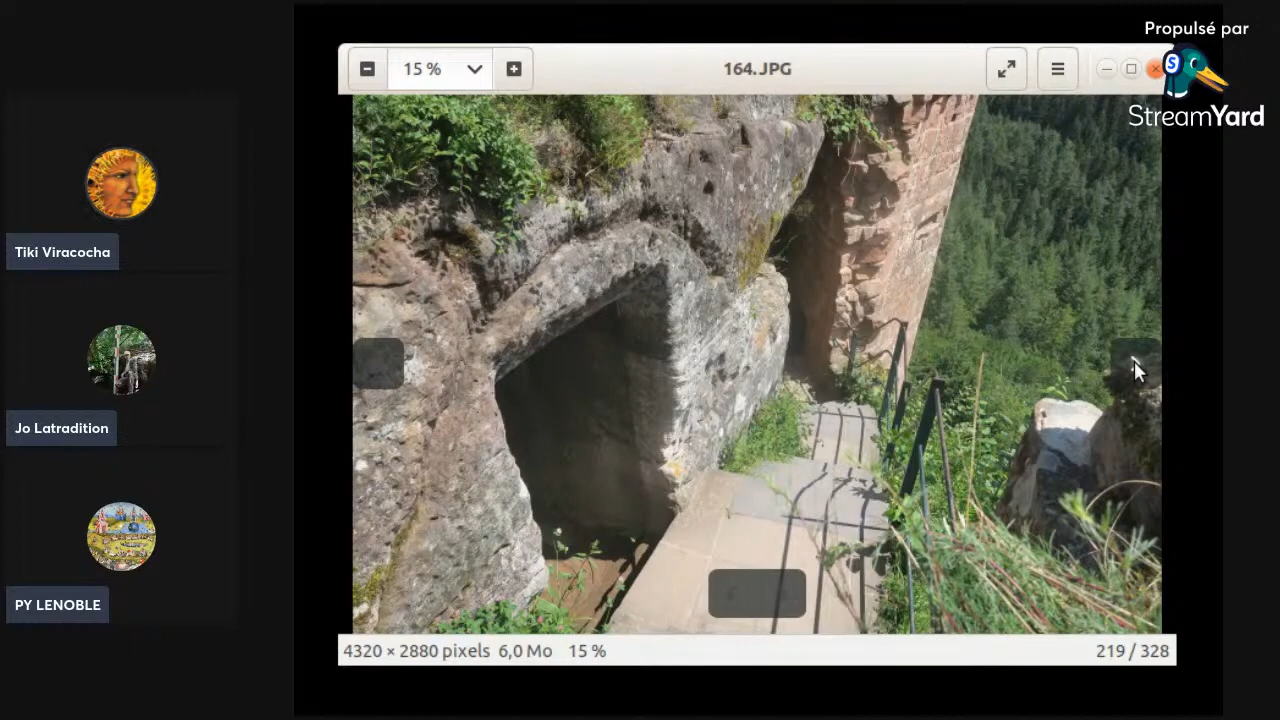 Propulsé par
StreamYard
15 %
164.JPG
Tiki Viracocha
Jo Latradition
PY LENOBLE
4320 × 2880 pixels 6,0 Mo 15 %
219 / 328